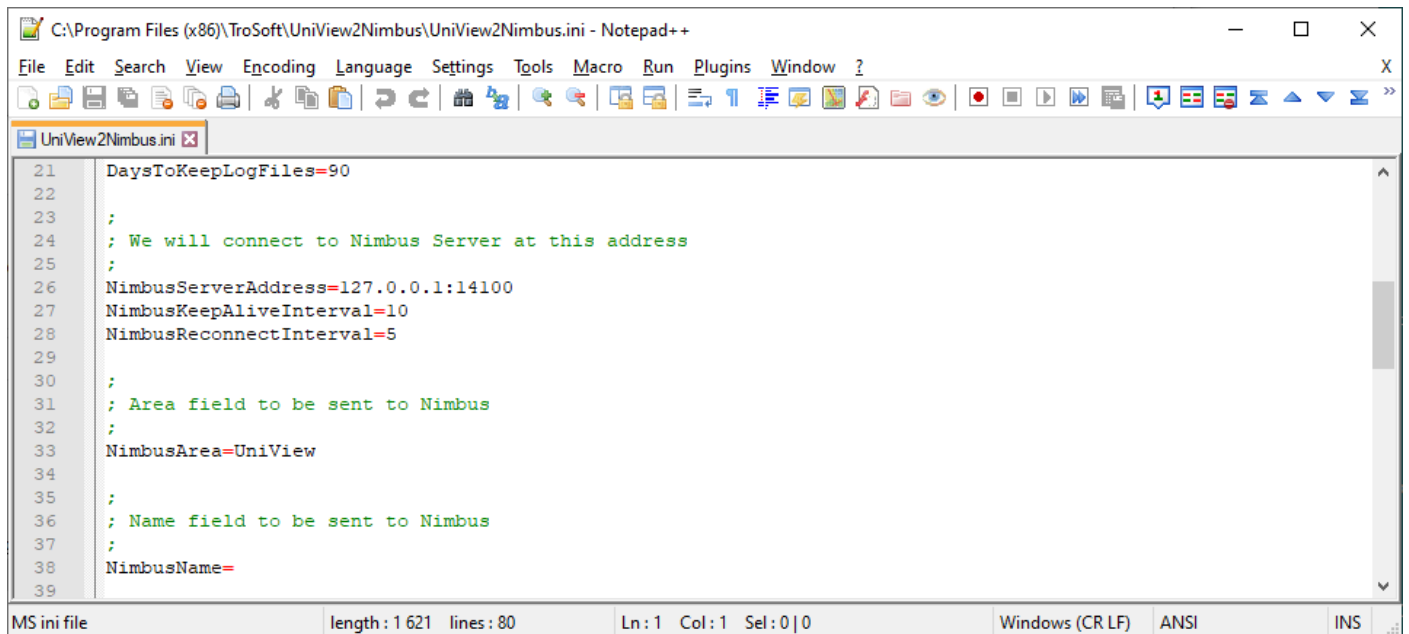 C:\Program Files (x86)\TroSoft\UniView2Nimbus\UniView2Nimbus.ini - Notepad++
File Edit Search View Encoding Language Settings Tools Macro Run Plugins Window ? X
UniView2Nimbus.ini
21 DaysToKeepLogFiles=90
22
23 ;
24 ; We will connect to Nimbus Server at this address
25 ;
26 NimbusServerAddress=127.0.0.1:14100
27 NimbusKeepAliveInterval=10
28 NimbusReconnectInterval=5
29
30 ;
31 ; Area field to be sent to Nimbus
32 ;
33 NimbusArea=UniView
34
35 ;
36 ; Name field to be sent to Nimbus
37 ;
38 NimbusName=
39
MS ini file length : 1 621 lines : 80 Ln : 1 Col : 1 Sel : 0 | 0 Windows (CR LF) ANSI INS